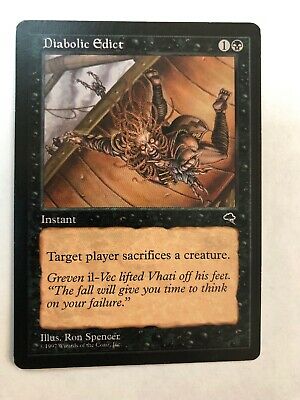 Diabolic Edict 1
Instant
Target player sacrifices a creature.
Greven il-Vec lifted Vhati off his feet.
"The fall will give you time to think
on your failure."
Illus. Ron Spencer
© 1997 Wizards of the Coast, Inc.